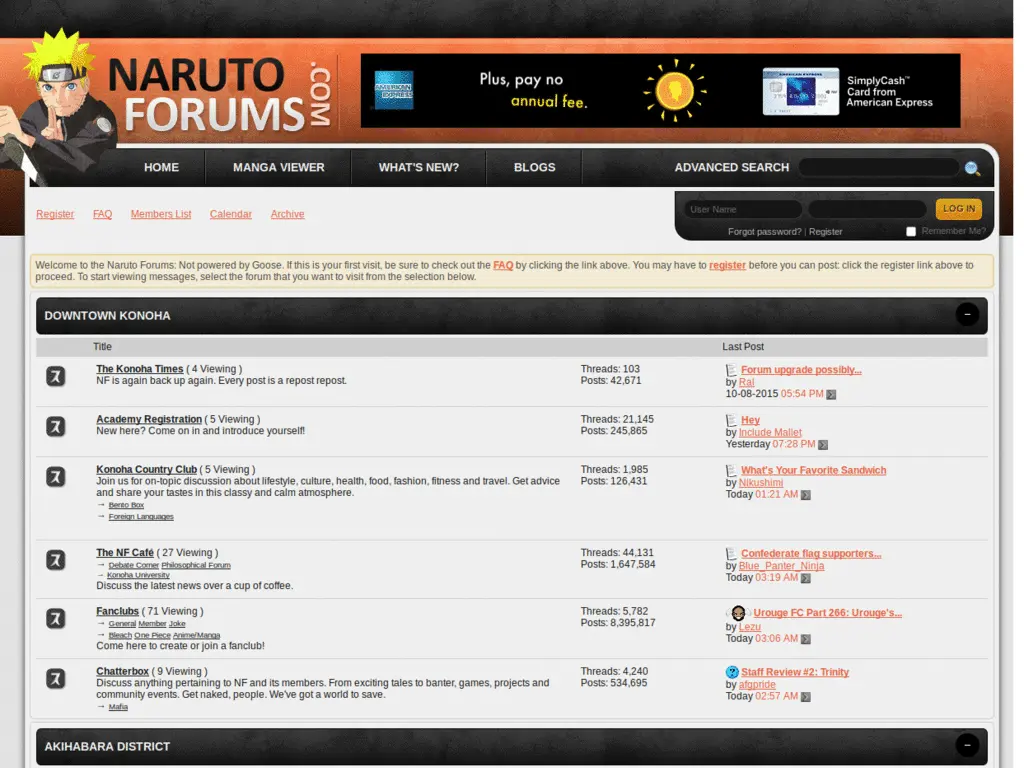 NARUTO
FORUMS
.COM
AMERICAN EXPRESS
Plus, pay no
annual fee.
SimplyCash™
Card from
American Express
HOME
MANGA VIEWER
WHAT'S NEW?
BLOGS
ADVANCED SEARCH
Register
FAQ
Members List
Calendar
Archive
User Name
LOG IN
Forgot password? | Register
Remember Me?
Welcome to the Naruto Forums: Not powered by Goose. If this is your first visit, be sure to check out the FAQ by clicking the link above. You may have to register before you can post: click the register link above to
proceed. To start viewing messages, select the forum that you want to visit from the selection below.
DOWNTOWN KONOHA
Title
Last Post
The Konoha Times ( 4 Viewing )
NF is again back up again. Every post is a repost repost.
Threads: 103
Posts: 42,671
Forum upgrade possibly...
by Rai
10-08-2015 05:54 PM
Academy Registration ( 5 Viewing )
New here? Come on in and introduce yourself!
Threads: 21,145
Posts: 245,865
Hey
by Include Mallet
Yesterday 07:28 PM
Konoha Country Club ( 5 Viewing )
Join us for on-topic discussion about lifestyle, culture, health, food, fashion, fitness and travel. Get advice
and share your tastes in this classy and calm atmosphere.
→ Bento Box
→ Foreign Languages
Threads: 1,985
Posts: 126,431
What's Your Favorite Sandwich
by Nikushimi
Today 01:21 AM
The NF Café ( 27 Viewing )
→ Debate Corner Philosophical Forum
→ Konoha University
Discuss the latest news over a cup of coffee.
Threads: 44,131
Posts: 1,647,584
Confederate flag supporters...
by Blue_Panter_Ninja
Today 03:19 AM
Fanclubs ( 71 Viewing )
→ General Member Joke
→ Bleach One Piece Anime/Manga
Come here to create or join a fanclub!
Threads: 5,782
Posts: 8,395,817
Urouge FC Part 266: Urouge's...
by Lezu
Today 03:06 AM
Chatterbox ( 9 Viewing )
Discuss anything pertaining to NF and its members. From exciting tales to banter, games, projects and
community events. Get naked, people. We've got a world to save.
→ Mafia
Threads: 4,240
Posts: 534,695
Staff Review #2: Trinity
by afgpride
Today 02:57 AM
AKIHABARA DISTRICT